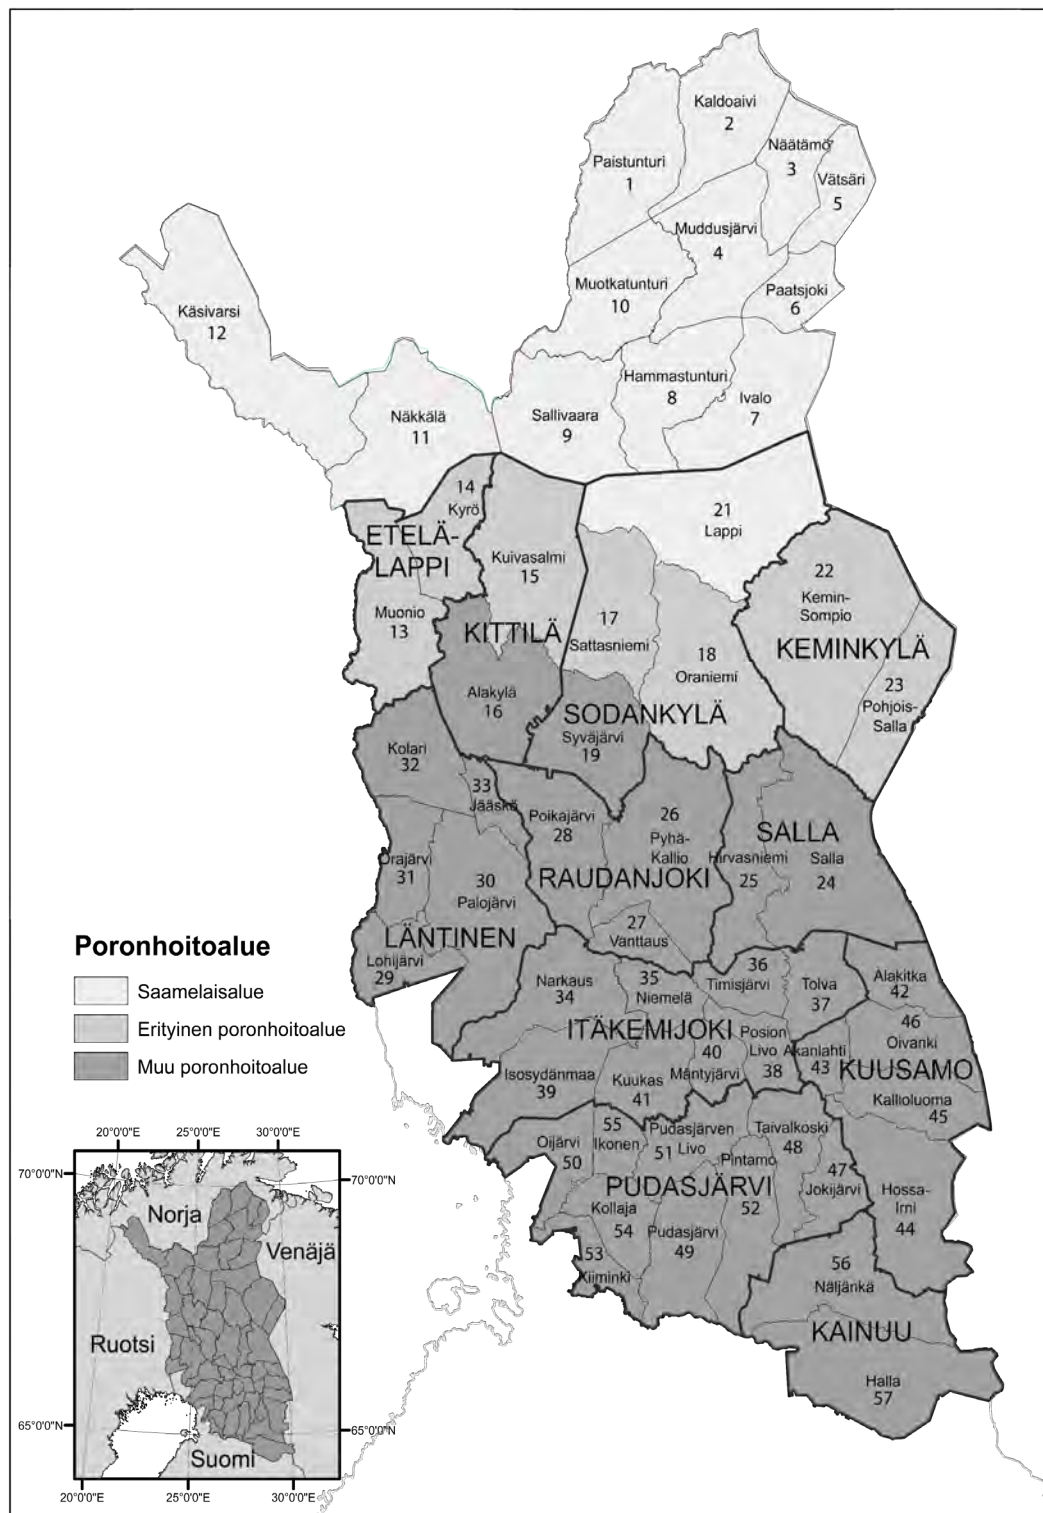 Kaldoaivi
2
Näätämö
3
Paistunturi
1
Vätsäri
5
Muddusjärvi
4
Muotkatunturi
10
Paatsjoki
6
Käsivarsi
12
Hammastunturi
8
Ivalo
7
Näkkälä
11
Sallivaara
9
14
Kyrö
ETELÄ-
LAPPI
21
Lappi
Kuivasalmi
15
22
Kemin-
Sompio
Muonio
13
KITTILÄ
17
Sattasniemi
18
Oraniemi
KEMINKYLÄ
23
Pohjois-
Salla
Alakylä
16
SODANKYLÄ
Syväjärvi
19
Kolari
32
33
Jääskö
Poikajärvi
28
26
Pyhä-
Kallio
SALLA
Hirvasniemi
25
Salla
24
Orajärvi
31
30
Palojärvi
RAUDANJOKI
27
Vanttaus
LÄNTINEN
Lohijärvi
29
Narkaus
34
35
Niemelä
36
Timisjärvi
Tolva
37
Alakitka
42
46
Oivanki
ITÄKEMIJOKI
Posion
Livo
38
Akanlahti
43
KUUSAMO
40
Mäntyjärvi
Isosydänmaa
39
Kuukas
41
Kallioluoma
45
55
Ikonen
Oijärvi
50
Pudasjärven
51 Livo
Taivalkoski
48
Pintamo
52
47
Jokijärvi
Hossa-
Irni
44
PUDASJÄRVI
Kollaja
54
Pudasjärvi
49
53
Kiiminki
56
Näljänkä
KAINUU
Halla
57
Poronhoitoalue
Saamelaisalue
Erityinen poronhoitoalue
Muu poronhoitoalue
20°0'0"E
25°0'0"E
30°0'0"E
70°0'0"N
70°0'0"N
Norja
Venäjä
Ruotsi
Suomi
65°0'0"N
65°0'0"N
20°0'0"E
25°0'0"E
30°0'0"E